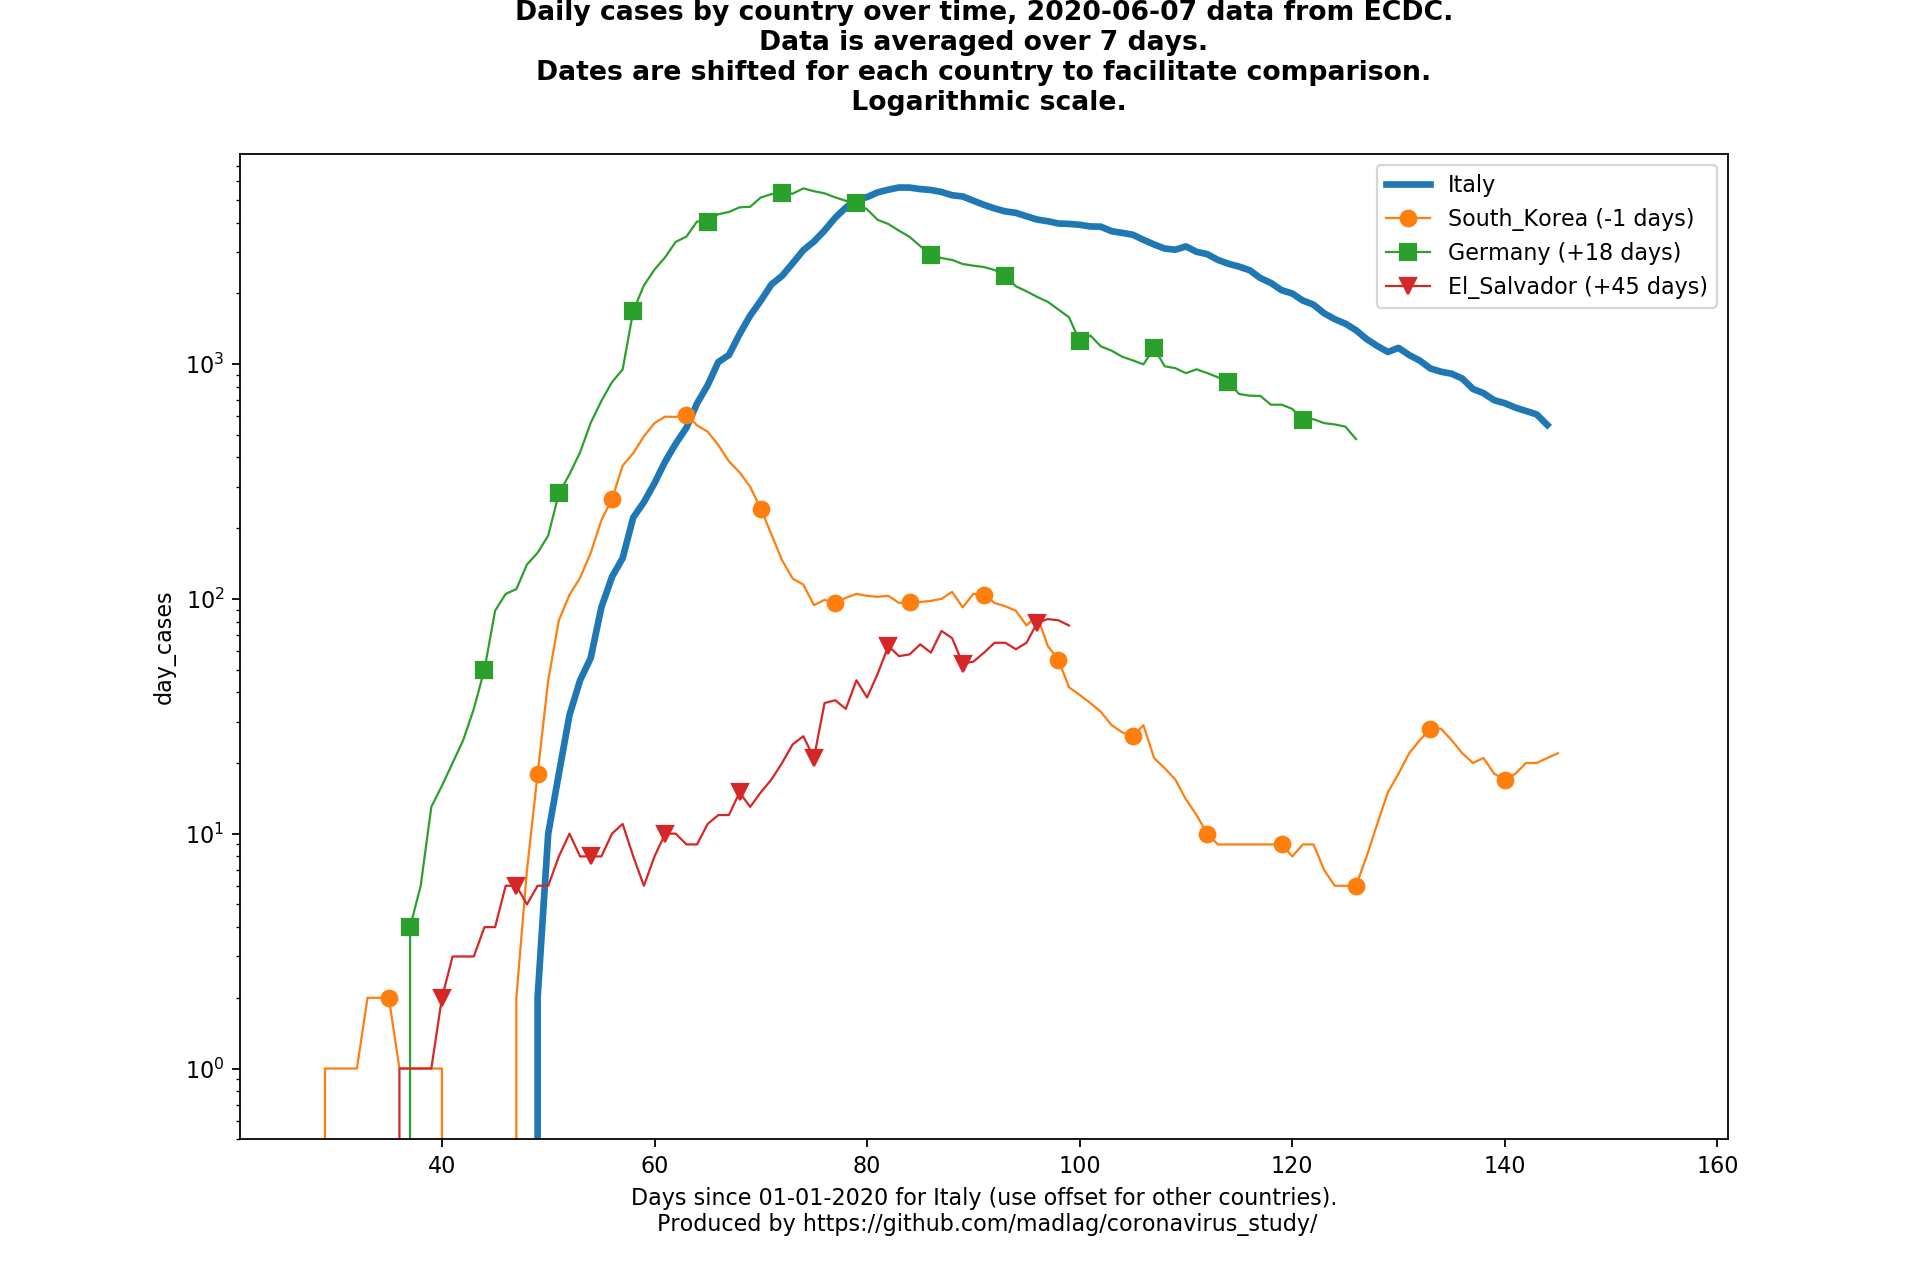 Daily cases by country over time, 2020-06-07 data from ECDC.
Data is averaged over 7 days.
Dates are shifted for each country to facilitate comparison.
Logarithmic scale.
Italy
South_Korea (-1 days)
Germany (+18 days)
El_Salvador (+45 days)
day_cases
10³
10²
10¹
10⁰
40 60 80 100 120 140 160
Days since 01-01-2020 for Italy (use offset for other countries).
Produced by https://github.com/madlag/coronavirus_study/